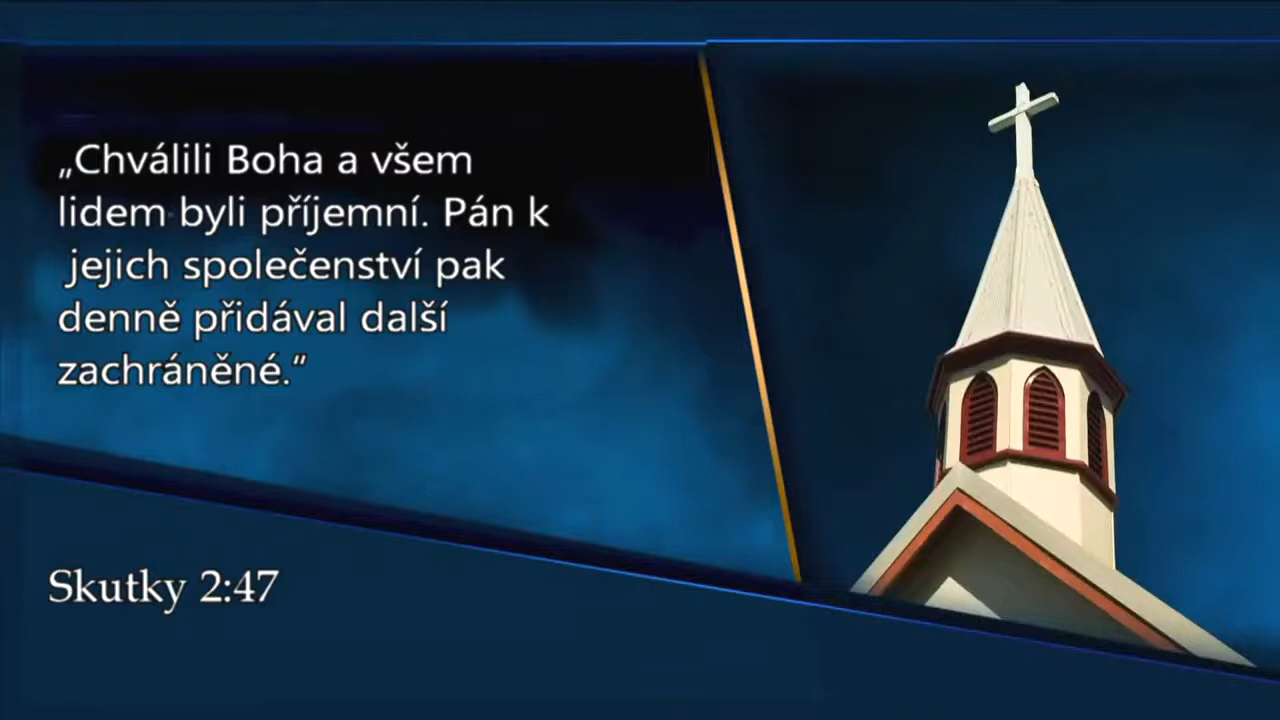 „Chválili Boha a všem
lidem byli příjemní. Pán k
jejich společenství pak
denně přidával další
zachráněné.”
Skutky 2:47